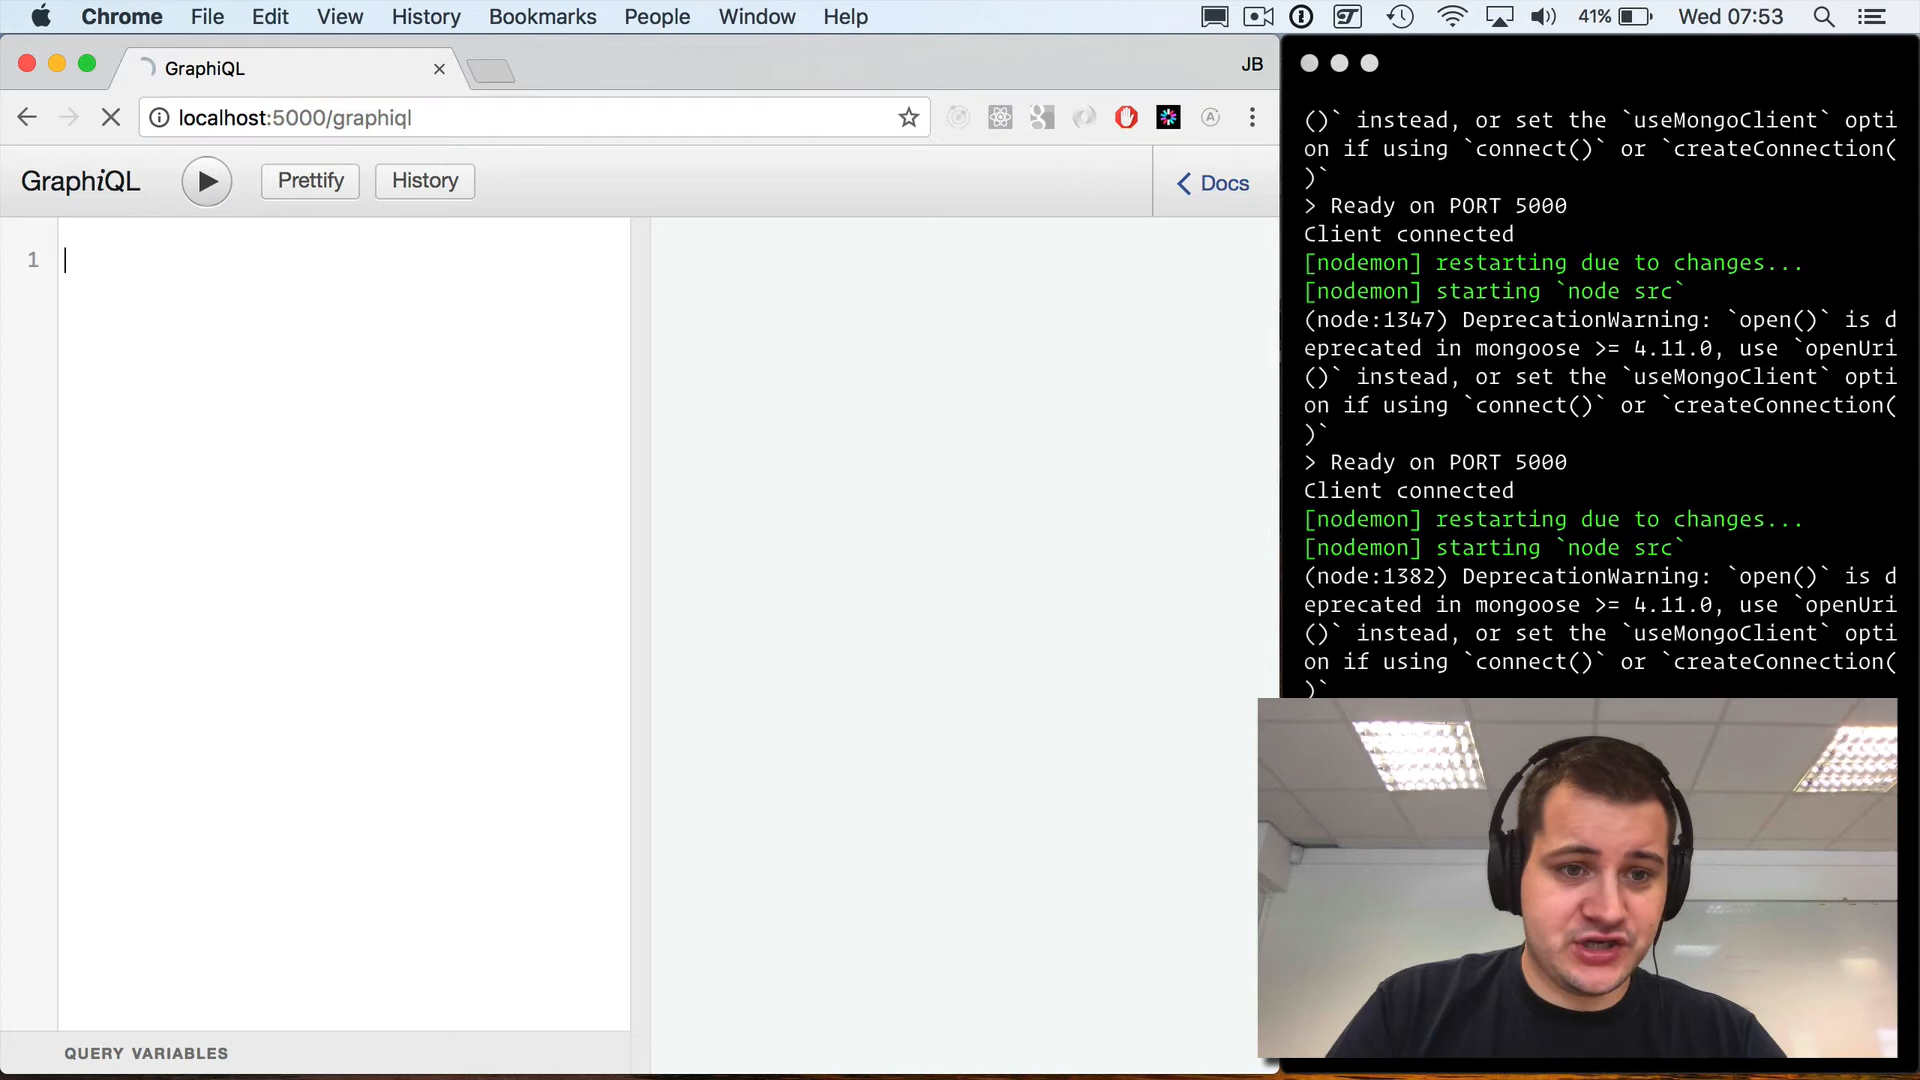 Chrome File Edit View History Bookmarks People Window Help 41% Wed 07:53
GraphiQL
JB
localhost:5000/graphiql
GraphiQL Prettify History Docs
1
QUERY VARIABLES
()` instead, or set the `useMongoClient` opti
on if using `connect()` or `createConnection(
)`
> Ready on PORT 5000
Client connected
[nodemon] restarting due to changes...
[nodemon] starting `node src`
(node:1347) DeprecationWarning: `open()` is d
eprecated in mongoose >= 4.11.0, use `openUri
()` instead, or set the `useMongoClient` opti
on if using `connect()` or `createConnection(
)`
> Ready on PORT 5000
Client connected
[nodemon] restarting due to changes...
[nodemon] starting `node src`
(node:1382) DeprecationWarning: `open()` is d
eprecated in mongoose >= 4.11.0, use `openUri
()` instead, or set the `useMongoClient` opti
on if using `connect()` or `createConnection(
)`